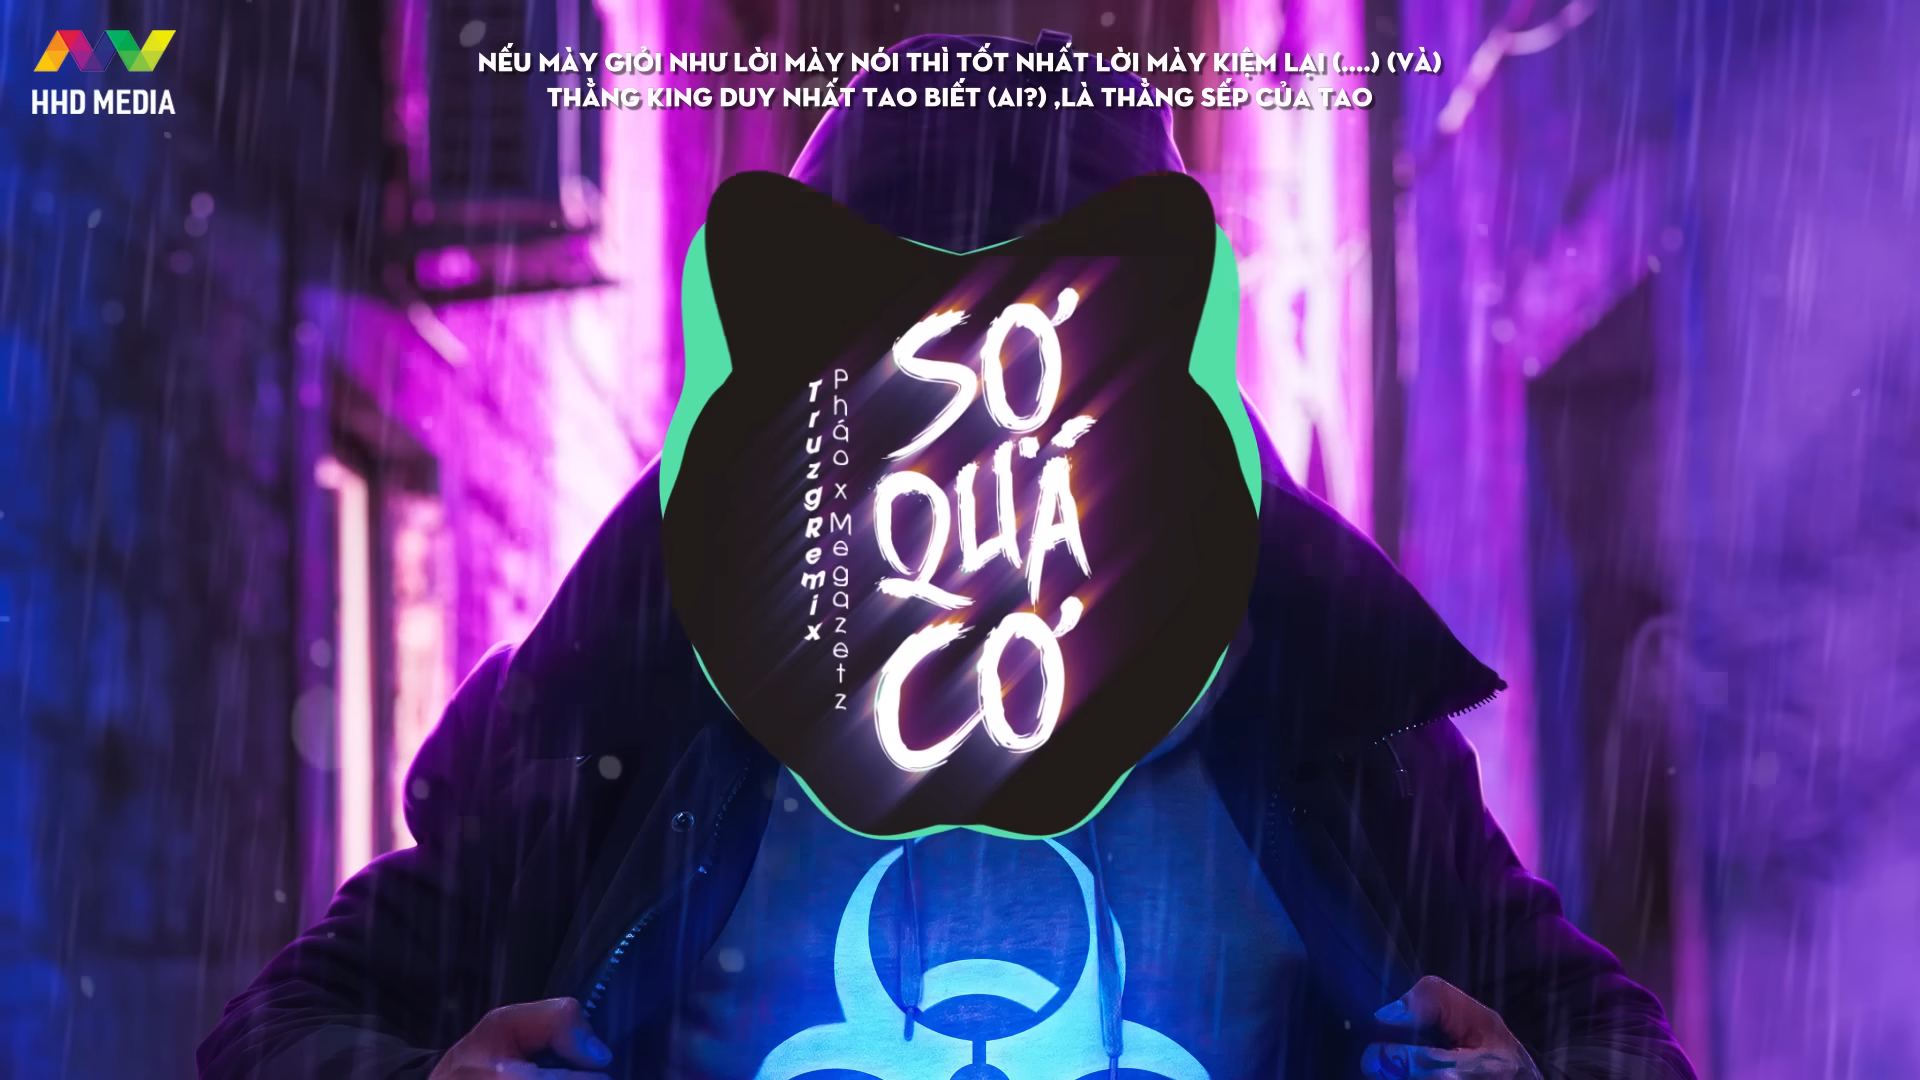 HHD MEDIA
NẾU MÀY GIỎI NHƯ LỜI MÀY NÓI THÌ TỐT NHẤT LỜI MÀY KIỆM LẠI (....) (VÀ)
THẰNG KING DUY NHẤT TAO BIẾT (AI?) ,LÀ THẰNG SẾP CỦA TAO
SỢ
QUÁ
CƠ
Pháo x Megazetz
TruzgRemix